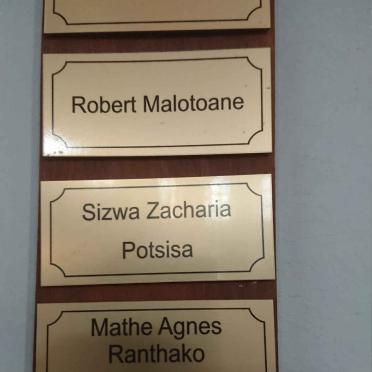 Robert Malotoane
Sizwa Zacharia
Potsisa
Mathe Agnes
Ranthako